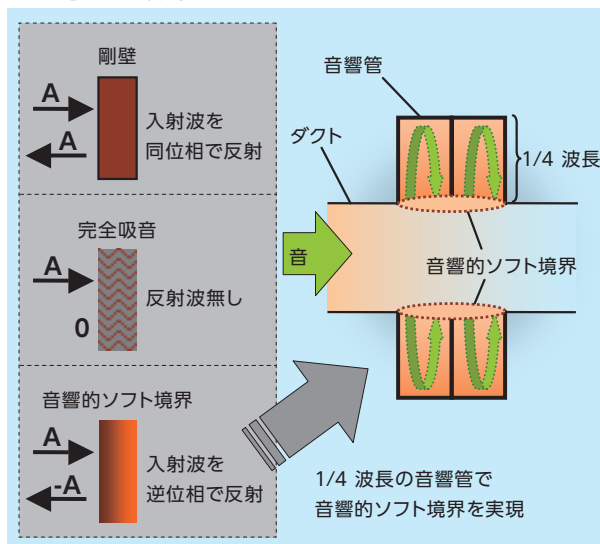 剛壁
A
A
入射波を
同位相で反射
完全吸音
A
0
反射波無し
音響的ソフト境界
A
-A
入射波を
逆位相で反射
音響管
ダクト
1/4 波長
音
音響的ソフト境界
1/4 波長の音響管で
音響的ソフト境界を実現